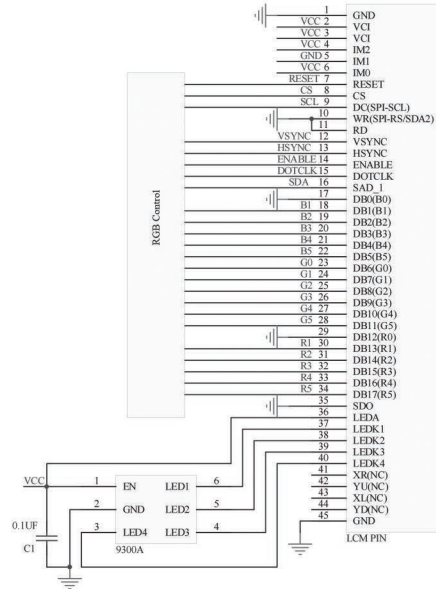 1 GND
VCC 2 VCI
VCC 3 VCI
VCC 4 IM2
GND 5 IM1
VCC 6 IM0
RESET 7 RESET
CS 8 CS
SCL 9 DC(SPI-SCL)
10 WR(SPI-RS/SDA2)
11 RD
VSYNC 12 VSYNC
HSYNC 13 HSYNC
ENABLE 14 ENABLE
DOTCLK 15 DOTCLK
SDA 16 SAD_1
17 DB0(B0)
B1 18 DB1(B1)
B2 19 DB2(B2)
B3 20 DB3(B3)
B4 21 DB4(B4)
B5 22 DB5(B5)
G0 23 DB6(G0)
G1 24 DB7(G1)
G2 25 DB8(G2)
G3 26 DB9(G3)
G4 27 DB10(G4)
G5 28 DB11(G5)
29 DB12(R0)
R1 30 DB13(R1)
R2 31 DB14(R2)
R3 32 DB15(R3)
R4 33 DB16(R4)
R5 34 DB17(R5)
35 SDO
36 LEDA
37 LEDK1
38 LEDK2
39 LEDK3
40 LEDK4
41 XR(NC)
42 YU(NC)
43 XL(NC)
44 YD(NC)
45 GND
LCM PIN
RGB Control
VCC
1 EN LED1 6
2 GND LED2 5
3 LED4 LED3 4
9300A
0.1UF
C1